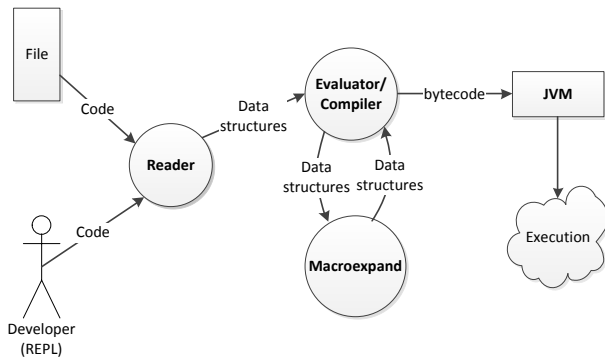 File
Code
Reader
Code
Developer
(REPL)
Data
structures
Evaluator/
Compiler
Data
structures
Data
structures
Macroexpand
bytecode
JVM
Execution